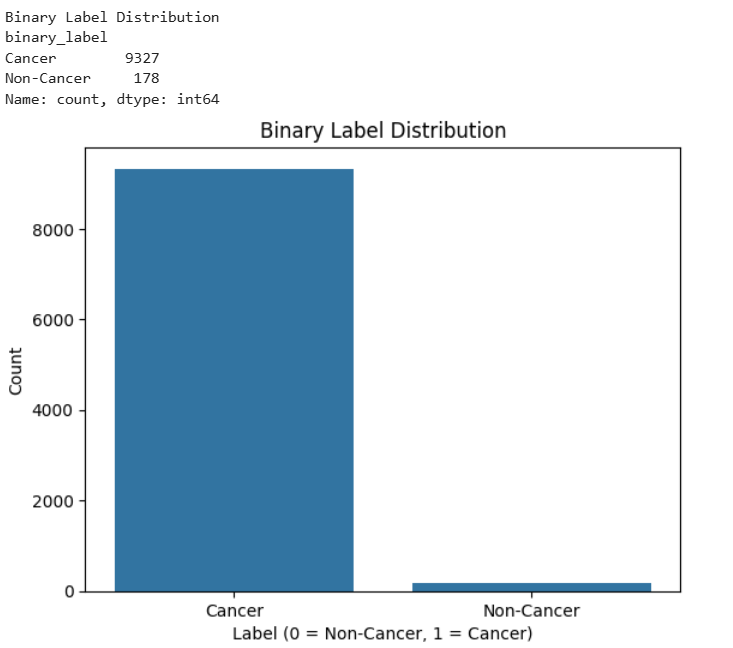 Binary Label Distribution
binary_label
Cancer 9327
Non-Cancer 178
Name: count, dtype: int64
Binary Label Distribution
8000
6000
4000
2000
0
Count
Cancer Non-Cancer
Label (0 = Non-Cancer, 1 = Cancer)